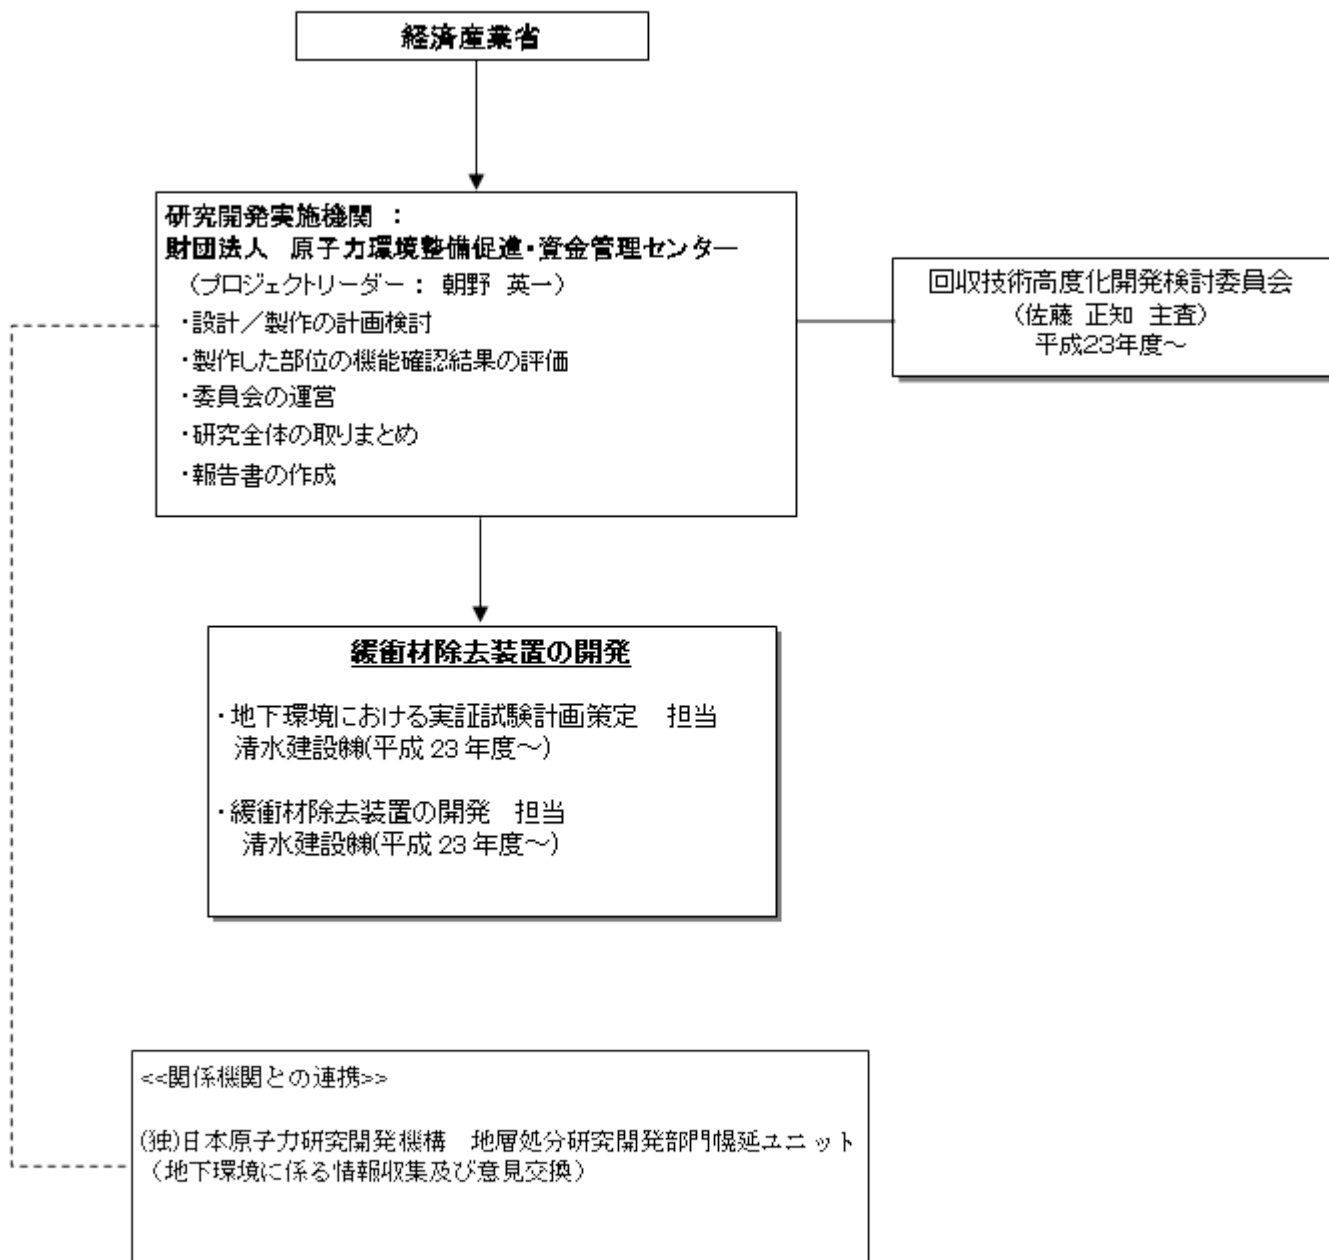 経済産業省
研究開発実施機関 ：
財団法人 原子力環境整備促進・資金管理センター
（プロジェクトリーダー： 朝野 英一）
・設計／製作の計画検討
・製作した部位の機能確認結果の評価
・委員会の運営
・研究全体の取りまとめ
・報告書の作成
回収技術高度化開発検討委員会
（佐藤 正知 主査）
平成23年度～
緩衝材除去装置の開発
・地下環境における実証試験計画策定 担当
清水建設㈱(平成 23 年度～)
・緩衝材除去装置の開発 担当
清水建設㈱(平成 23 年度～)
<<関係機関との連携>>
(独)日本原子力研究開発機構 地層処分研究開発部門幌延ユニット
（地下環境に係る情報収集及び意見交換）